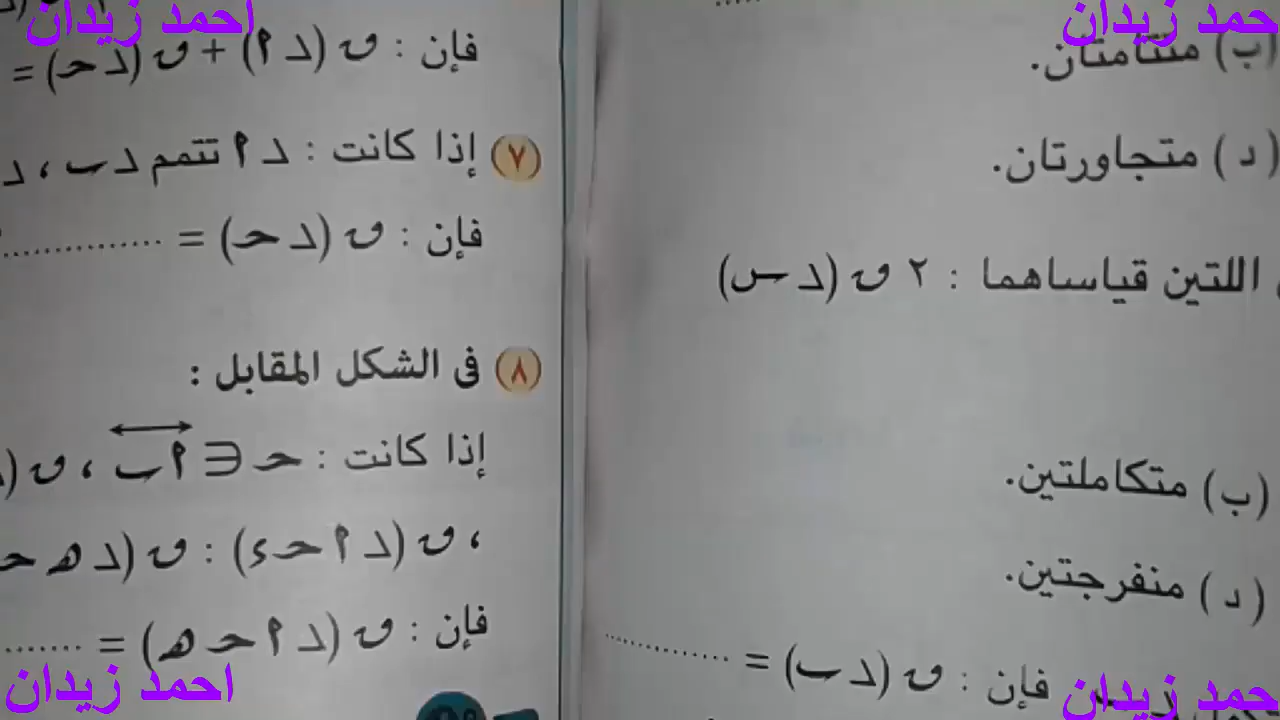 احمد زيدان
حمد زيدان
(ب) متتامتان.
(د) متجاورتان.
اللتين قياساهما : ٢ ق (د س)
(ب) متكاملتين.
(د) منفرجتين.
فإن : ق (د ب) = ............
حمد زيدان
فإن : ق (د أ) + ق (د حـ) =
(٧) إذا كانت : د أ تتمم د ب ، د
فإن : ق (د حـ) = ............
(٨) فى الشكل المقابل :
إذا كانت : حـ ∈ أب ، ق (
، ق (د أ حـ ء) : ق (د هـ حـ
فإن : ق (د أ حـ هـ) = ......
احمد زيدان